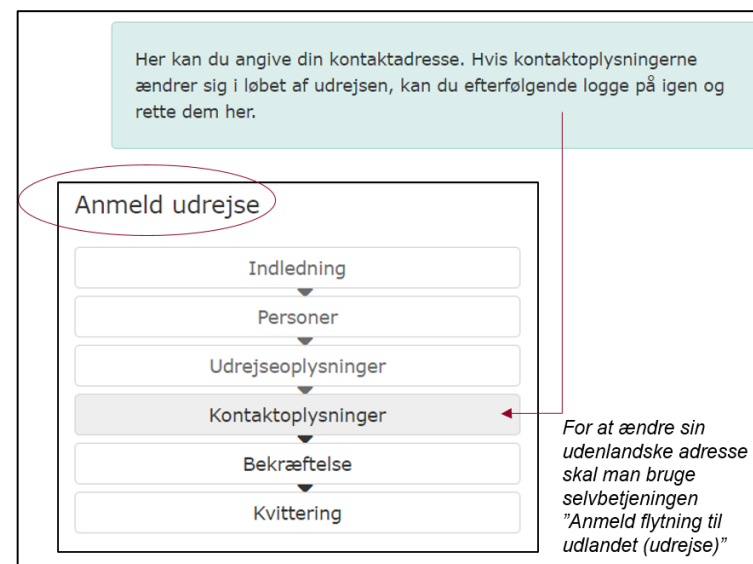 Her kan du angive din kontaktadresse. Hvis kontaktoplysningerne
ændrer sig i løbet af udrejsen, kan du efterfølgende logge på igen og
rette dem her.
Anmeld udrejse
Indledning
Personer
Udrejseoplysninger
Kontaktoplysninger
Bekræftelse
Kvittering
For at ændre sin
udenlandske adresse
skal man bruge
selvbetjeningen
”Anmeld flytning til
udlandet (udrejse)”